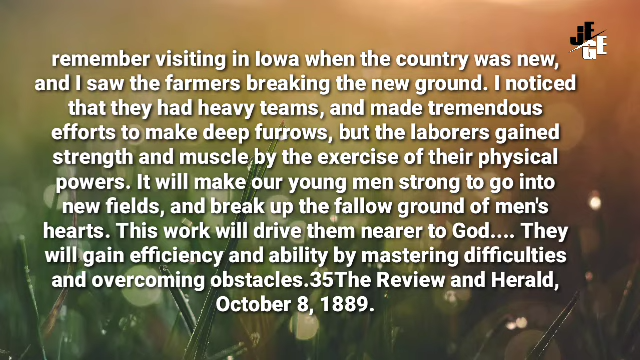 JE
GE
remember visiting in Iowa when the country was new,
and I saw the farmers breaking the new ground. I noticed
that they had heavy teams, and made tremendous
efforts to make deep furrows, but the laborers gained
strength and muscle by the exercise of their physical
powers. It will make our young men strong to go into
new fields, and break up the fallow ground of men's
hearts. This work will drive them nearer to God.... They
will gain efficiency and ability by mastering difficulties
and overcoming obstacles.35The Review and Herald,
October 8, 1889.